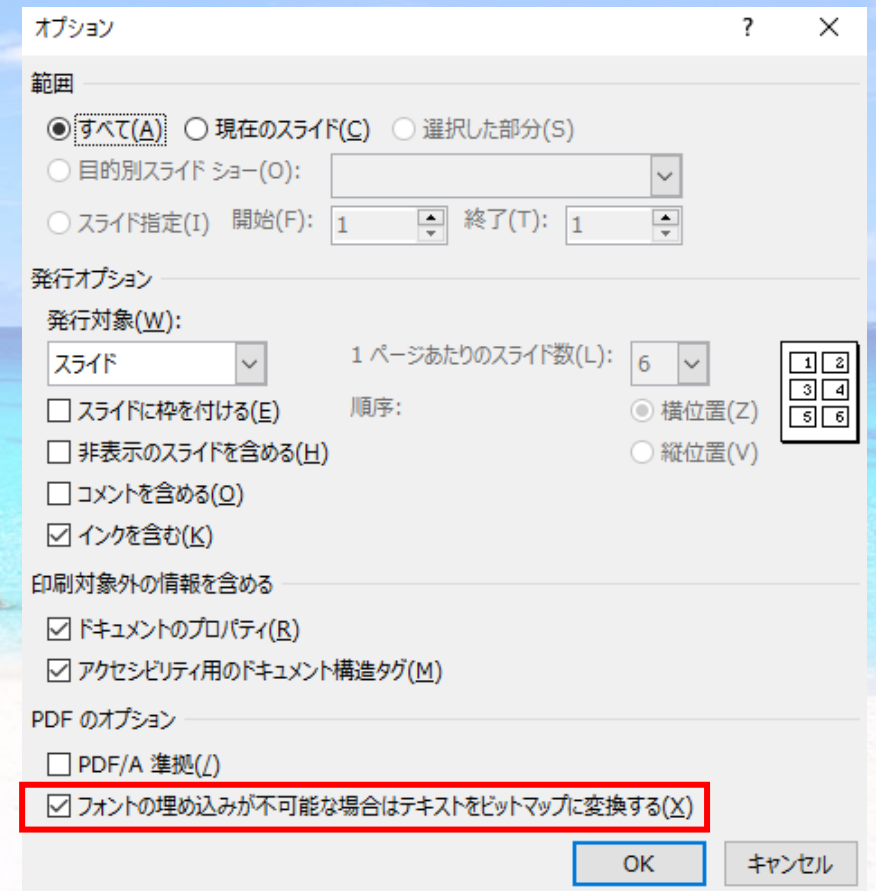 オプション ?
範囲
すべて(A) 現在のスライド(C) 選択した部分(S)
目的別スライド ショー(O):
スライド指定(I) 開始(F): 1 終了(T): 1
発行オプション
発行対象(W):
スライド 1 ページあたりのスライド数(L): 6
スライドに枠を付ける(E) 順序: 横位置(Z)
非表示のスライドを含める(H) 縦位置(V)
コメントを含める(O)
インクを含む(K)
1 2
3 4
5 6
印刷対象外の情報を含める
ドキュメントのプロパティ(R)
アクセシビリティ用のドキュメント構造タグ(M)
PDF のオプション
PDF/A 準拠(/)
フォントの埋め込みが不可能な場合はテキストをビットマップに変換する(X)
OK キャンセル